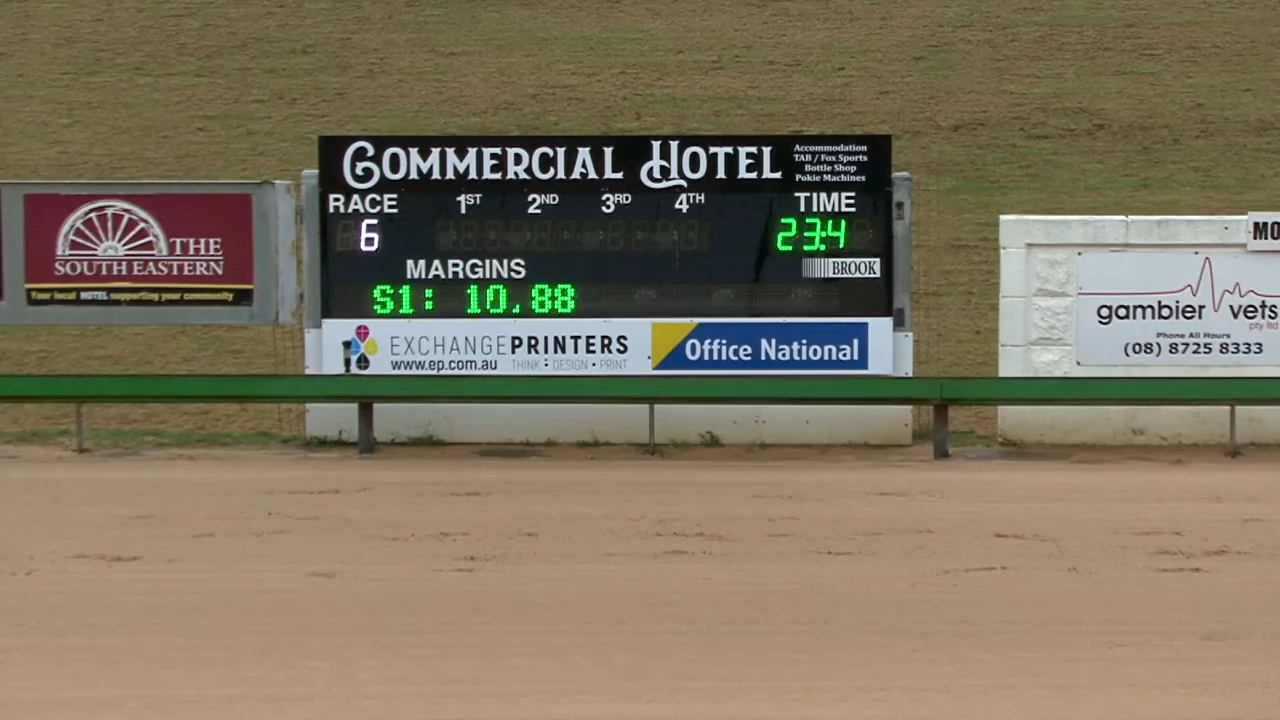 COMMERCIAL HOTEL
Accommodation
TAB / Fox Sports
Bottle Shop
Pokie Machines
RACE 1ST 2ND 3RD 4TH TIME
6 23.4
MARGINS
BROOK
S1: 10.88
EXCHANGEPRINTERS
www.ep.com.au THINK : DESIGN • PRINT
Office National
THE
SOUTH EASTERN
Your local HOTEL supporting your community
MO
gambier vets
pty ltd
Phone All Hours
(08) 8725 8333